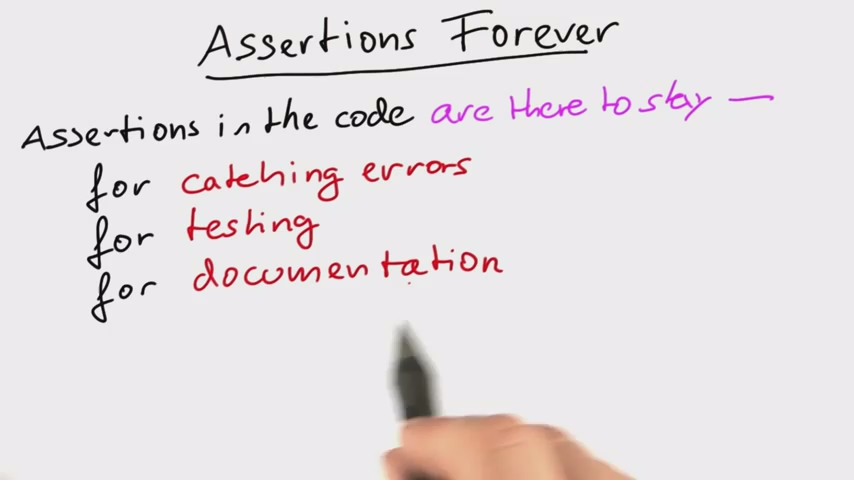 Assertions Forever
Assertions in the code are there to stay —
for catching errors
for testing
for documentation